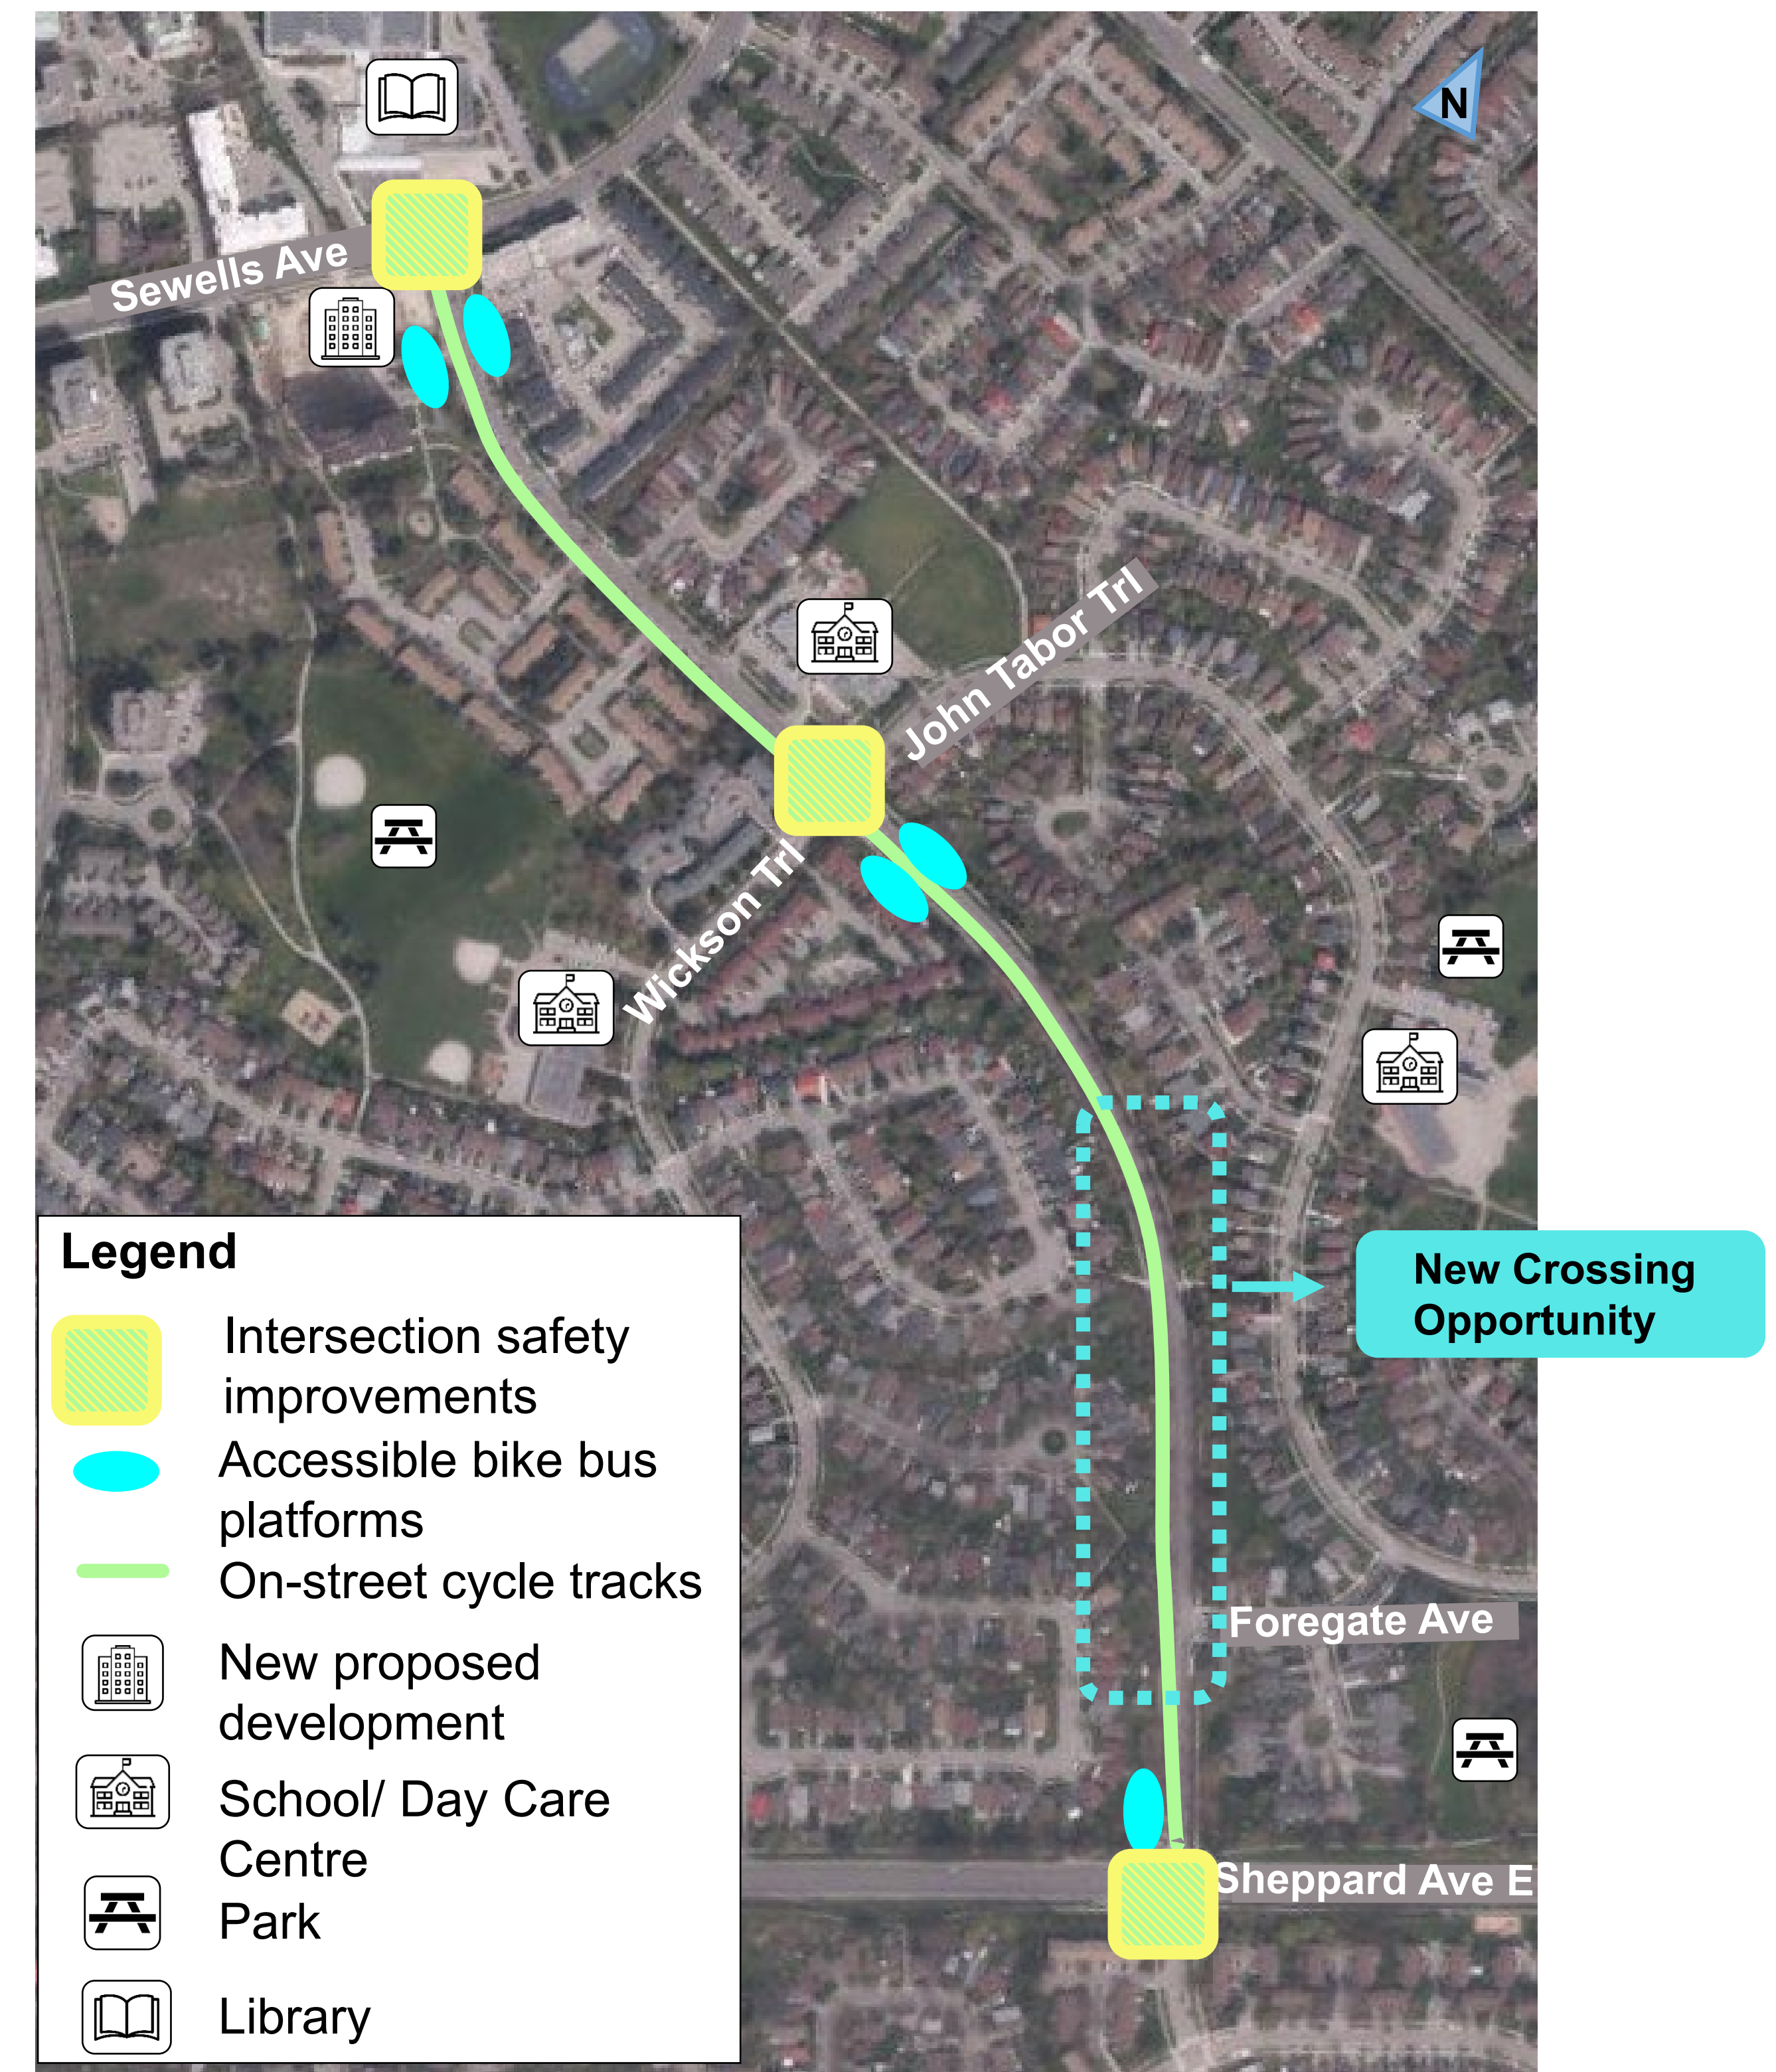 N
Sewells Ave
John Tabor Trl
Wickson Trl
New Crossing
Opportunity
Foregate Ave
Sheppard Ave E
Legend
Intersection safety
improvements
Accessible bike bus
platforms
On-street cycle tracks
New proposed
development
School/ Day Care
Centre
Park
Library